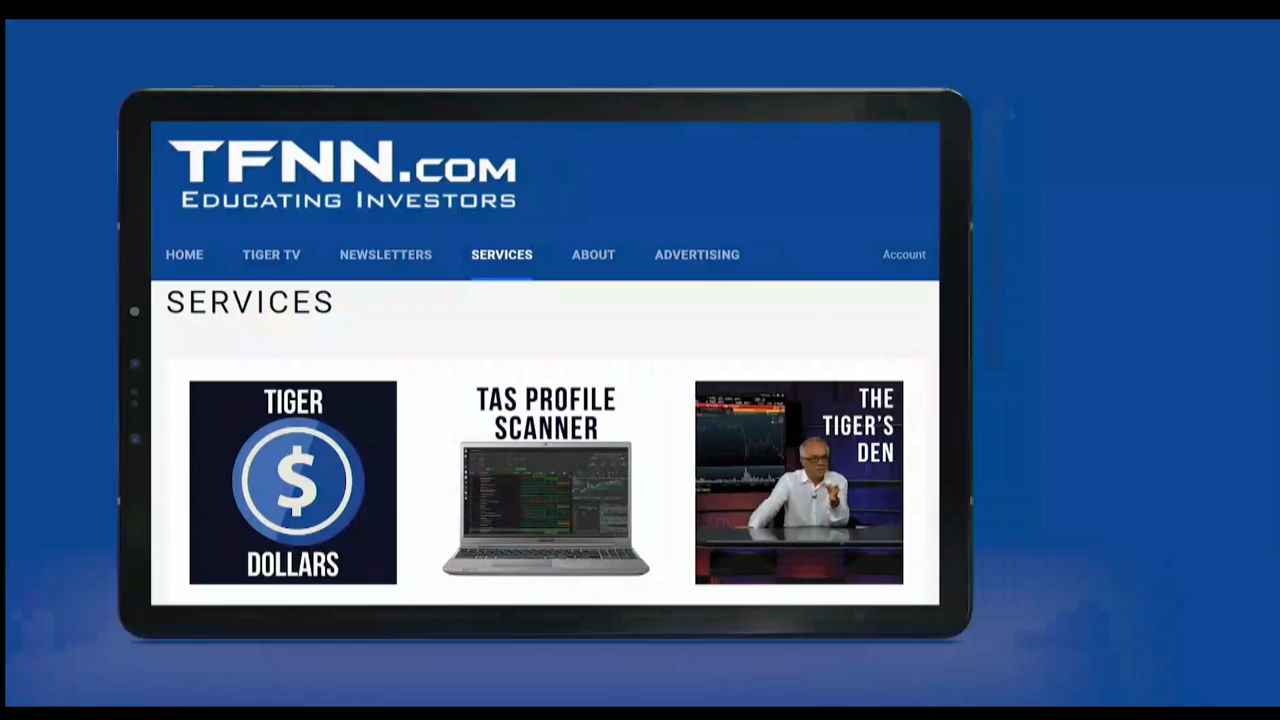 TFNN.COM
EDUCATING INVESTORS
HOME TIGER TV NEWSLETTERS SERVICES ABOUT ADVERTISING Account
SERVICES
TIGER
DOLLARS
TAS PROFILE
SCANNER
THE
TIGER'S
DEN